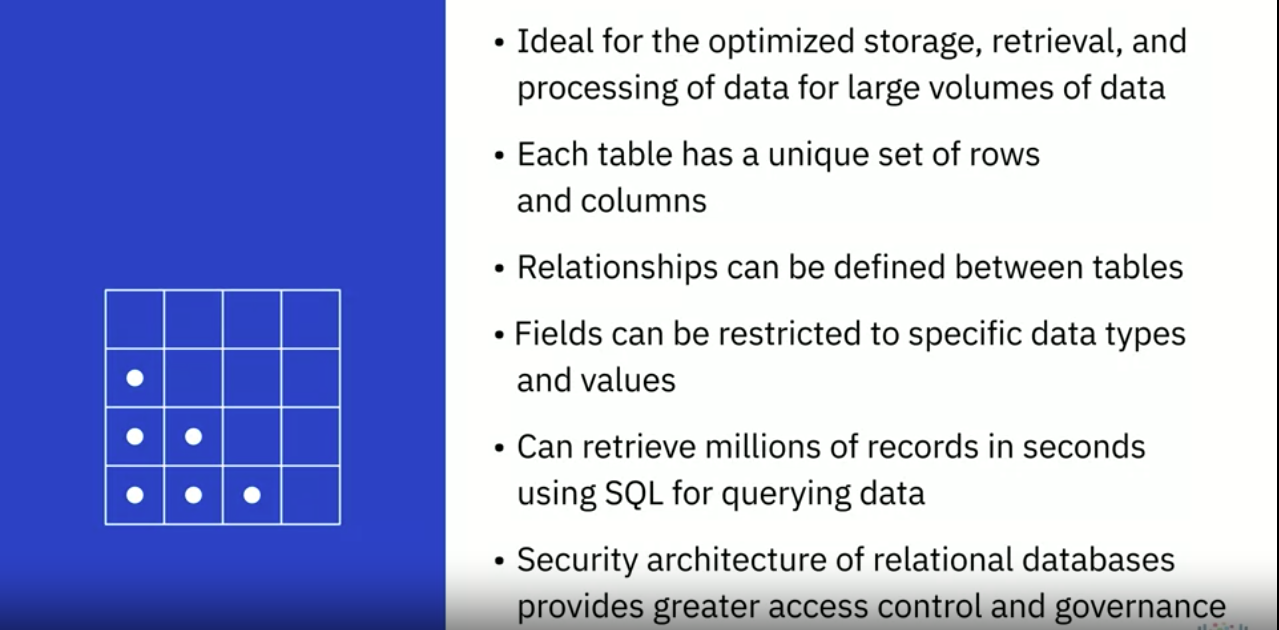 • Ideal for the optimized storage, retrieval, and
processing of data for large volumes of data
• Each table has a unique set of rows
and columns
• Relationships can be defined between tables
• Fields can be restricted to specific data types
and values
• Can retrieve millions of records in seconds
using SQL for querying data
• Security architecture of relational databases
provides greater access control and governance